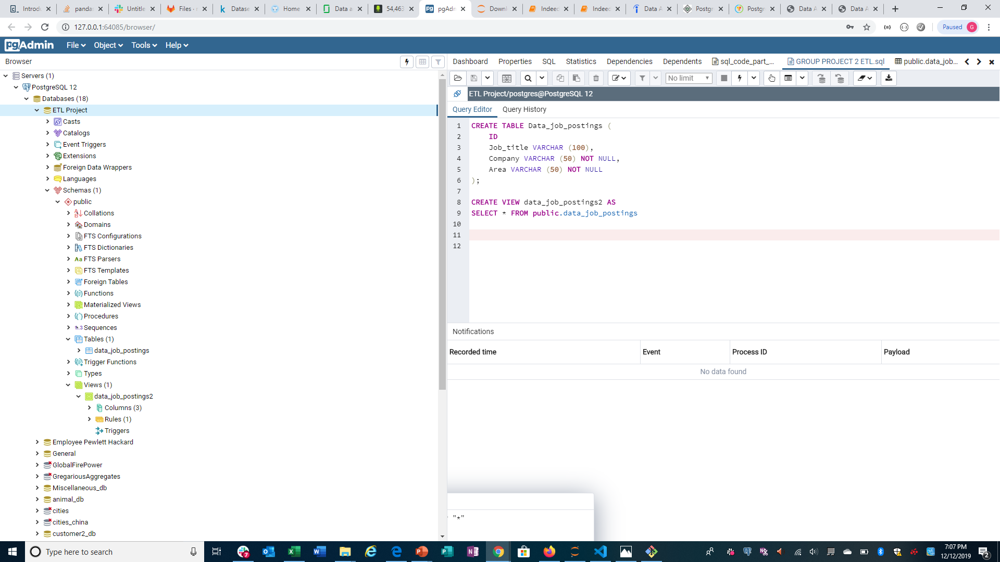 Introdu
pandas
Untitle
Files · r
Datase
Home
Data a
54,463
pgAdn
Downl
Indeed
Indeed
Data A
Postgr
Postgr
Data A
Data A
127.0.0.1:64085/browser/
Paused G
pgAdmin File Object Tools Help
Browser
Dashboard Properties SQL Statistics Dependencies Dependents sql_code_part_... GROUP PROJECT 2 ETL.sql public.data_job...
No limit
ETL Project/postgres@PostgreSQL 12
Query Editor Query History
Servers (1)
PostgreSQL 12
Databases (18)
ETL Project
Casts
Catalogs
Event Triggers
Extensions
Foreign Data Wrappers
Languages
Schemas (1)
public
Collations
Domains
FTS Configurations
FTS Dictionaries
Aa FTS Parsers
FTS Templates
Foreign Tables
Functions
Materialized Views
Procedures
1..3 Sequences
Tables (1)
data_job_postings
Trigger Functions
Types
Views (1)
data_job_postings2
Columns (3)
Rules (1)
Triggers
Employee Pewlett Hackard
General
GlobalFirePower
GregariousAggregates
Miscellaneous_db
animal_db
cities
cities_china
customer2_db
1 CREATE TABLE Data_job_postings (
2 ID
3 Job_title VARCHAR (100),
4 Company VARCHAR (50) NOT NULL,
5 Area VARCHAR (50) NOT NULL
6 );
7
8 CREATE VIEW data_job_postings2 AS
9 SELECT * FROM public.data_job_postings
10
11
12
Notifications
Recorded time Event Process ID Payload
No data found
"*"
Type here to search
7:07 PM
12/12/2019
2